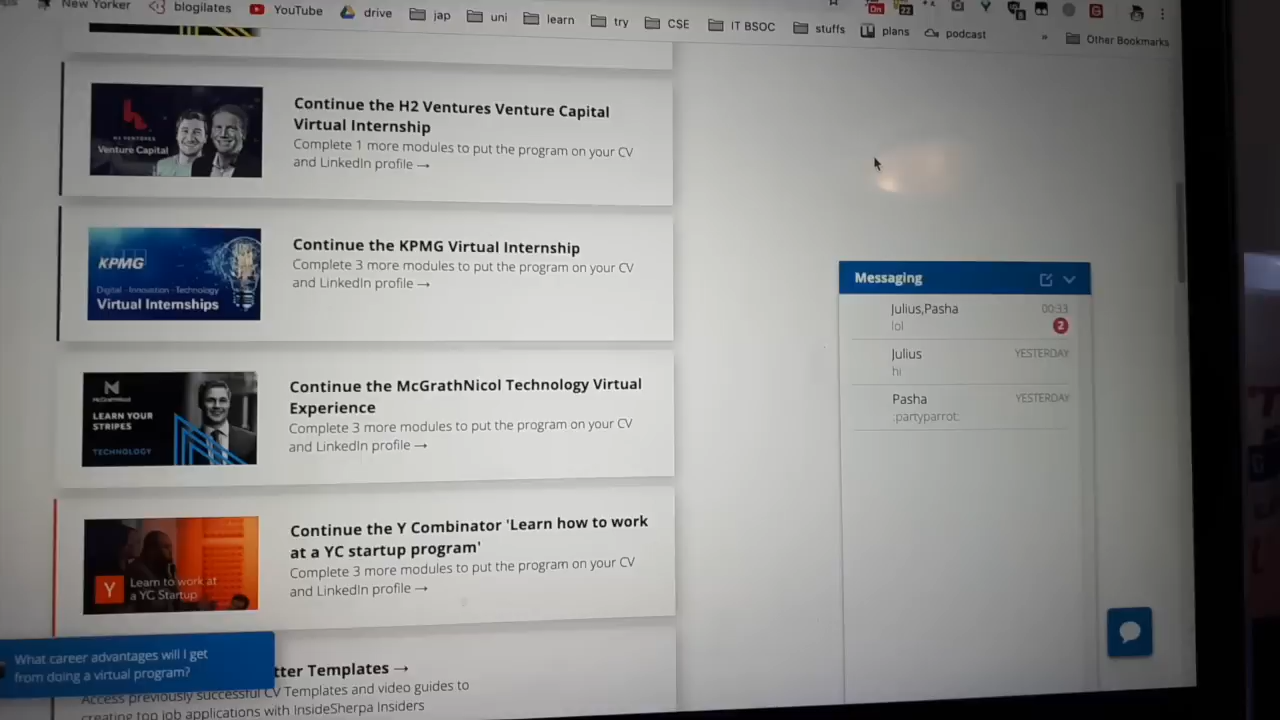 New Yorker
blogilates
YouTube
drive
jap
uni
learn
try
CSE
IT BSOC
stuffs
plans
podcast
»
Other Bookmarks
On
22
H2 VENTURES
Venture Capital
Continue the H2 Ventures Venture Capital
Virtual Internship
Complete 1 more modules to put the program on your CV
and LinkedIn profile →
KPMG
Digital - Innovation - Technology
Virtual Internships
Continue the KPMG Virtual Internship
Complete 3 more modules to put the program on your CV
and LinkedIn profile →
McGrathNicol
LEARN YOUR
STRIPES
TECHNOLOGY
Continue the McGrathNicol Technology Virtual
Experience
Complete 3 more modules to put the program on your CV
and LinkedIn profile →
Y
Learn to work at
a YC Startup
Continue the Y Combinator 'Learn how to work
at a YC startup program'
Complete 3 more modules to put the program on your CV
and LinkedIn profile →
What career advantages will I get
from doing a virtual program?
tter Templates →
Access previously successful CV Templates and video guides to
creating top job applications with InsideSherpa Insiders
Messaging
Julius,Pasha 00:33
lol 2
Julius YESTERDAY
hi
Pasha YESTERDAY
:partyparrot: